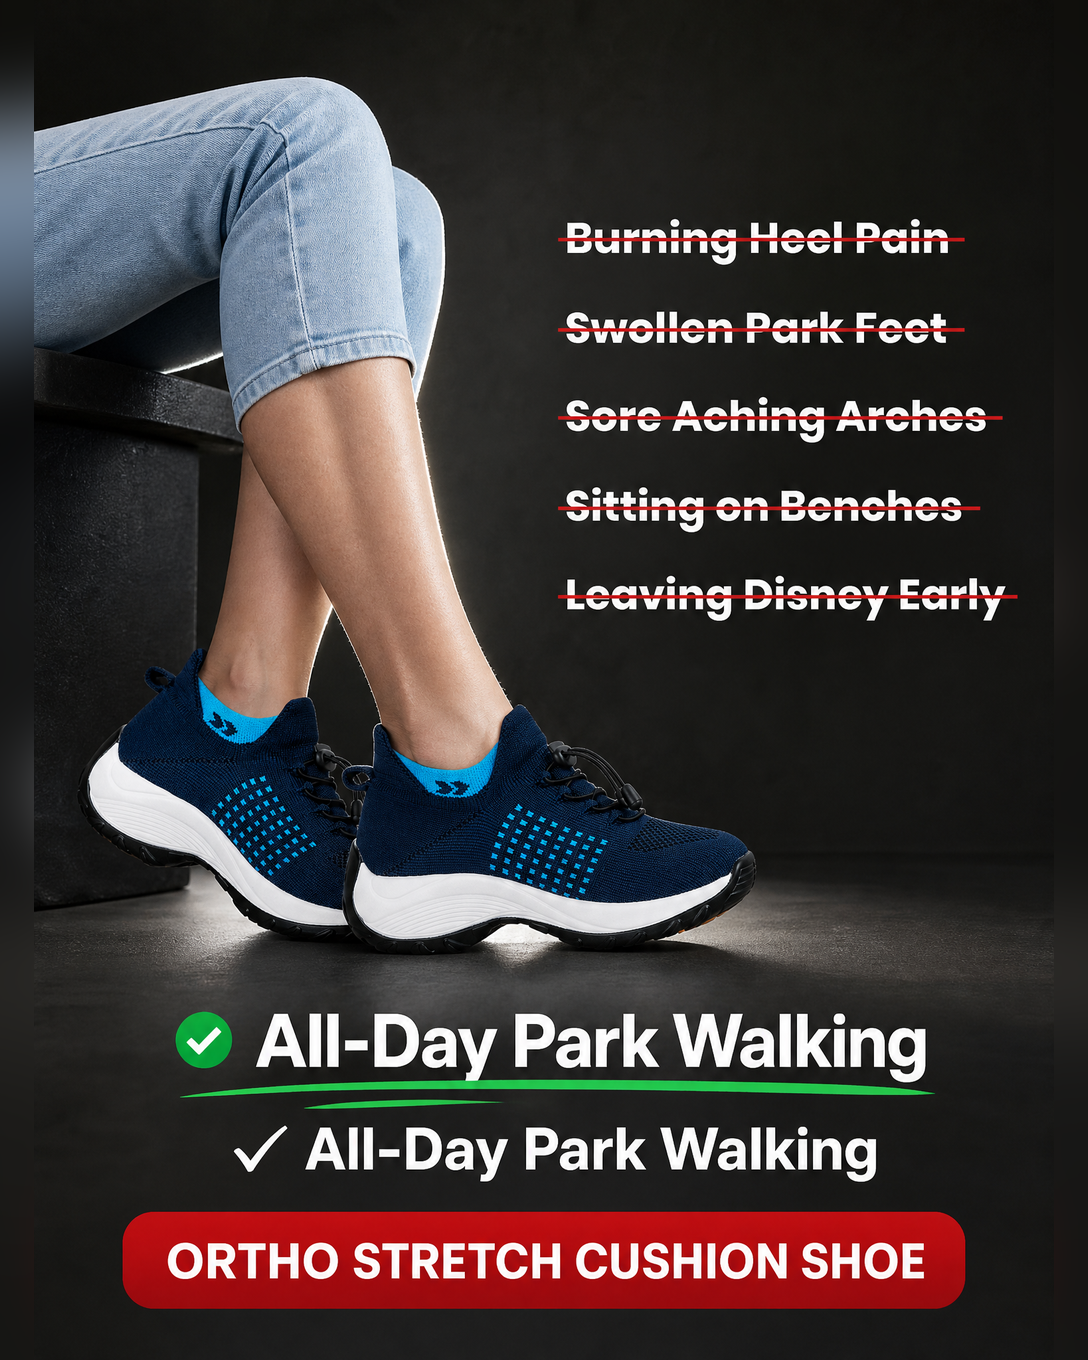 Burning Heel Pain
Swollen Park Feet
Sore Aching Arches
Sitting on Benches
Leaving Disney Early
All-Day Park Walking
All-Day Park Walking
ORTHO STRETCH CUSHION SHOE